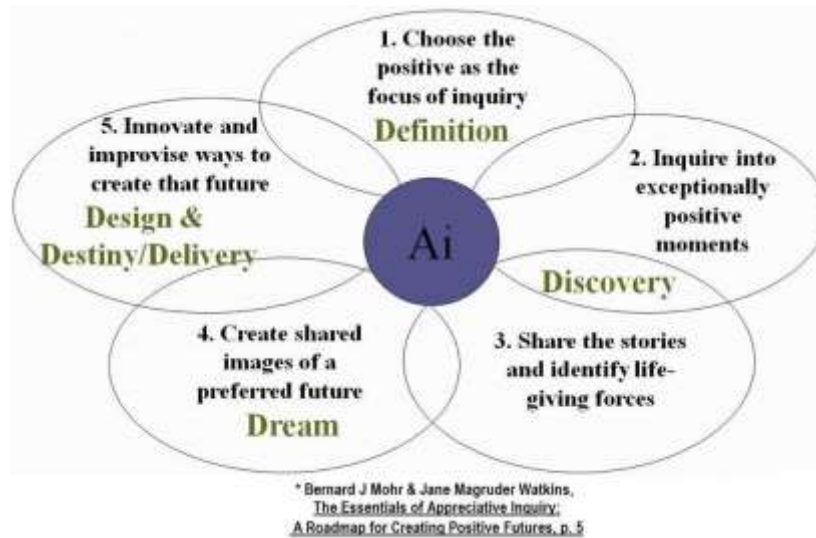 1. Choose the
positive as the
focus of inquiry
Definition
2. Inquire into
exceptionally
positive
moments
Discovery
3. Share the stories
and identify life-
giving forces
4. Create shared
images of a
preferred future
Dream
5. Innovate and
improvise ways to
create that future
Design &
Destiny/Delivery
Ai
* Bernard J Mohr & Jane Magruder Watkins,
The Essentials of Appreciative Inquiry:
A Roadmap for Creating Positive Futures, p. 5